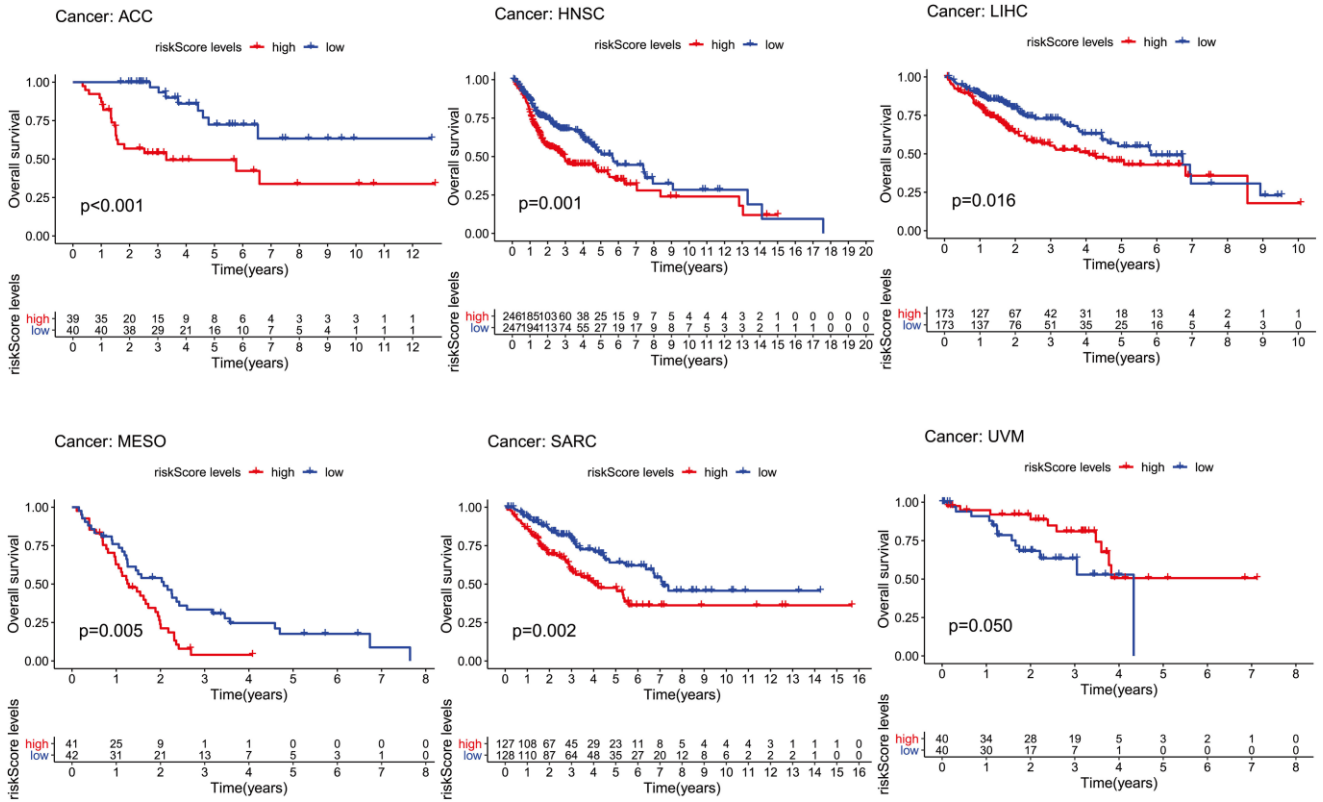 Cancer: ACC
riskScore levels high low
Overall survival
1.00
0.75
0.50
0.25
0.00
p<0.001
0 1 2 3 4 5 6 7 8 9 10 11 12
Time(years)
riskScore levels
high 39 35 20 15 9 8 6 4 3 3 3 1 1
low 40 40 38 29 21 16 10 7 5 4 1 1 1
0 1 2 3 4 5 6 7 8 9 10 11 12
Time(years)
Cancer: HNSC
riskScore levels high low
Overall survival
1.00
0.75
0.50
0.25
0.00
p=0.001
0 1 2 3 4 5 6 7 8 9 10 11 12 13 14 15 16 17 18 19 20
Time(years)
riskScore levels
high 246 185 103 60 38 25 15 9 7 5 4 4 4 3 2 1 0 0 0 0 0
low 247 194 113 74 55 27 19 17 9 8 7 5 3 3 2 1 1 1 0 0 0
0 1 2 3 4 5 6 7 8 9 10 11 12 13 14 15 16 17 18 19 20
Time(years)
Cancer: LIHC
riskScore levels high low
Overall survival
1.00
0.75
0.50
0.25
0.00
p=0.016
0 1 2 3 4 5 6 7 8 9 10
Time(years)
riskScore levels
high 173 127 67 42 31 18 13 4 2 1 1
low 173 137 76 51 35 25 16 5 4 3 0
0 1 2 3 4 5 6 7 8 9 10
Time(years)
Cancer: MESO
riskScore levels high low
Overall survival
1.00
0.75
0.50
0.25
0.00
p=0.005
0 1 2 3 4 5 6 7 8
Time(years)
riskScore levels
high 41 25 9 1 1 0 0 0 0
low 42 31 21 13 7 5 3 1 0
0 1 2 3 4 5 6 7 8
Time(years)
Cancer: SARC
riskScore levels high low
Overall survival
1.00
0.75
0.50
0.25
0.00
p=0.002
0 1 2 3 4 5 6 7 8 9 10 11 12 13 14 15 16
Time(years)
riskScore levels
high 127 108 67 45 29 23 11 8 5 4 4 4 3 1 1 1 0
low 128 110 87 64 48 35 27 20 12 8 6 2 2 2 1 0 0
0 1 2 3 4 5 6 7 8 9 10 11 12 13 14 15 16
Time(years)
Cancer: UVM
riskScore levels high low
Overall survival
1.00
0.75
0.50
0.25
0.00
p=0.050
0 1 2 3 4 5 6 7 8
Time(years)
riskScore levels
high 40 34 28 19 5 3 2 1 0
low 40 30 17 7 1 0 0 0 0
0 1 2 3 4 5 6 7 8
Time(years)